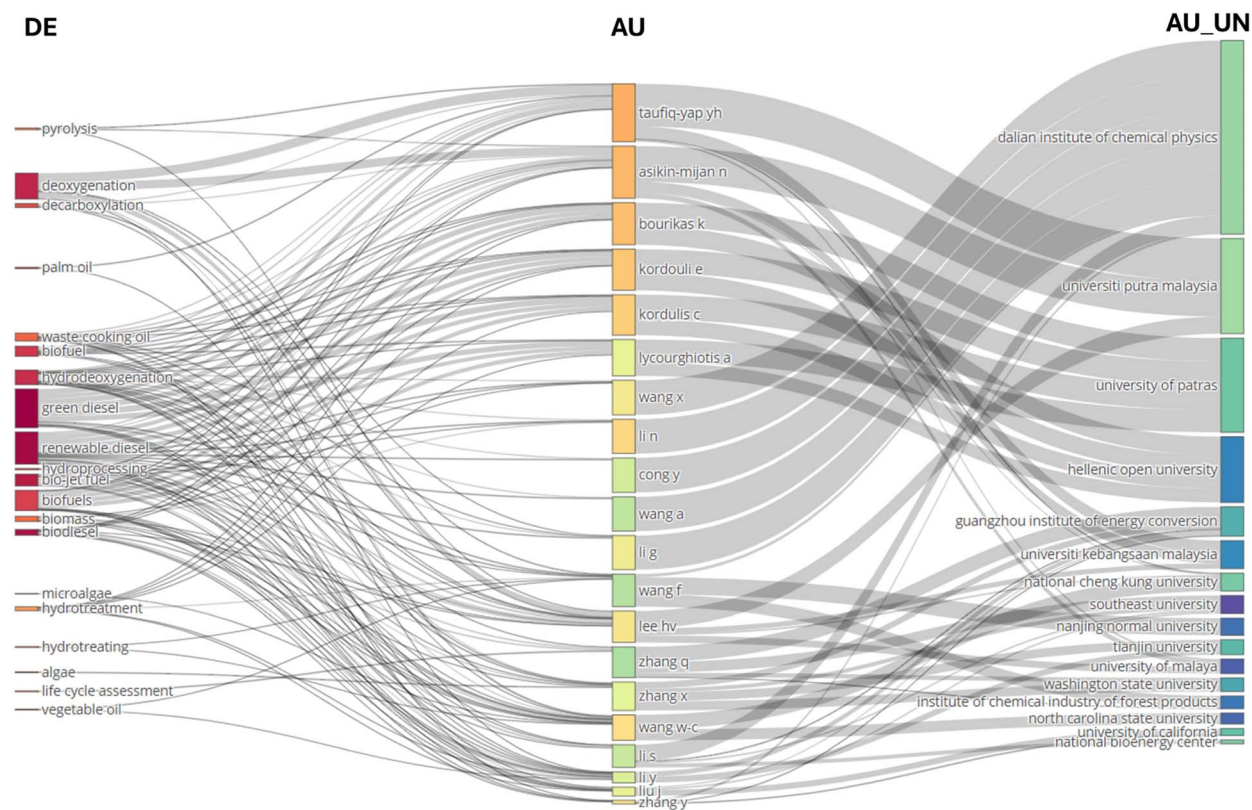 DE
AU
AU_UN
pyrolysis
deoxygenation
decarboxylation
palm oil
waste cooking oil
biofuel
hydrodeoxygenation
green diesel
renewable diesel
hydroprocessing
bio-jet fuel
biofuels
biomass
biodiesel
microalgae
hydrotreatment
hydrotreating
algae
life cycle assessment
vegetable oil
taufiq-yap yh
asikin-mijan n
bourikas k
kordouli e
kordulis c
lycourghiotis a
wang x
li n
cong y
wang a
li g
wang f
lee hv
zhang q
zhang x
wang w-c
li s
li y
liu j
zhang y
dalian institute of chemical physics
universiti putra malaysia
university of patras
hellenic open university
guangzhou institute of energy conversion
universiti kebangsaan malaysia
national cheng kung university
southeast university
nanjing normal university
tianjin university
university of malaya
washington state university
institute of chemical industry of forest products
north carolina state university
university of california
national bioenergy center